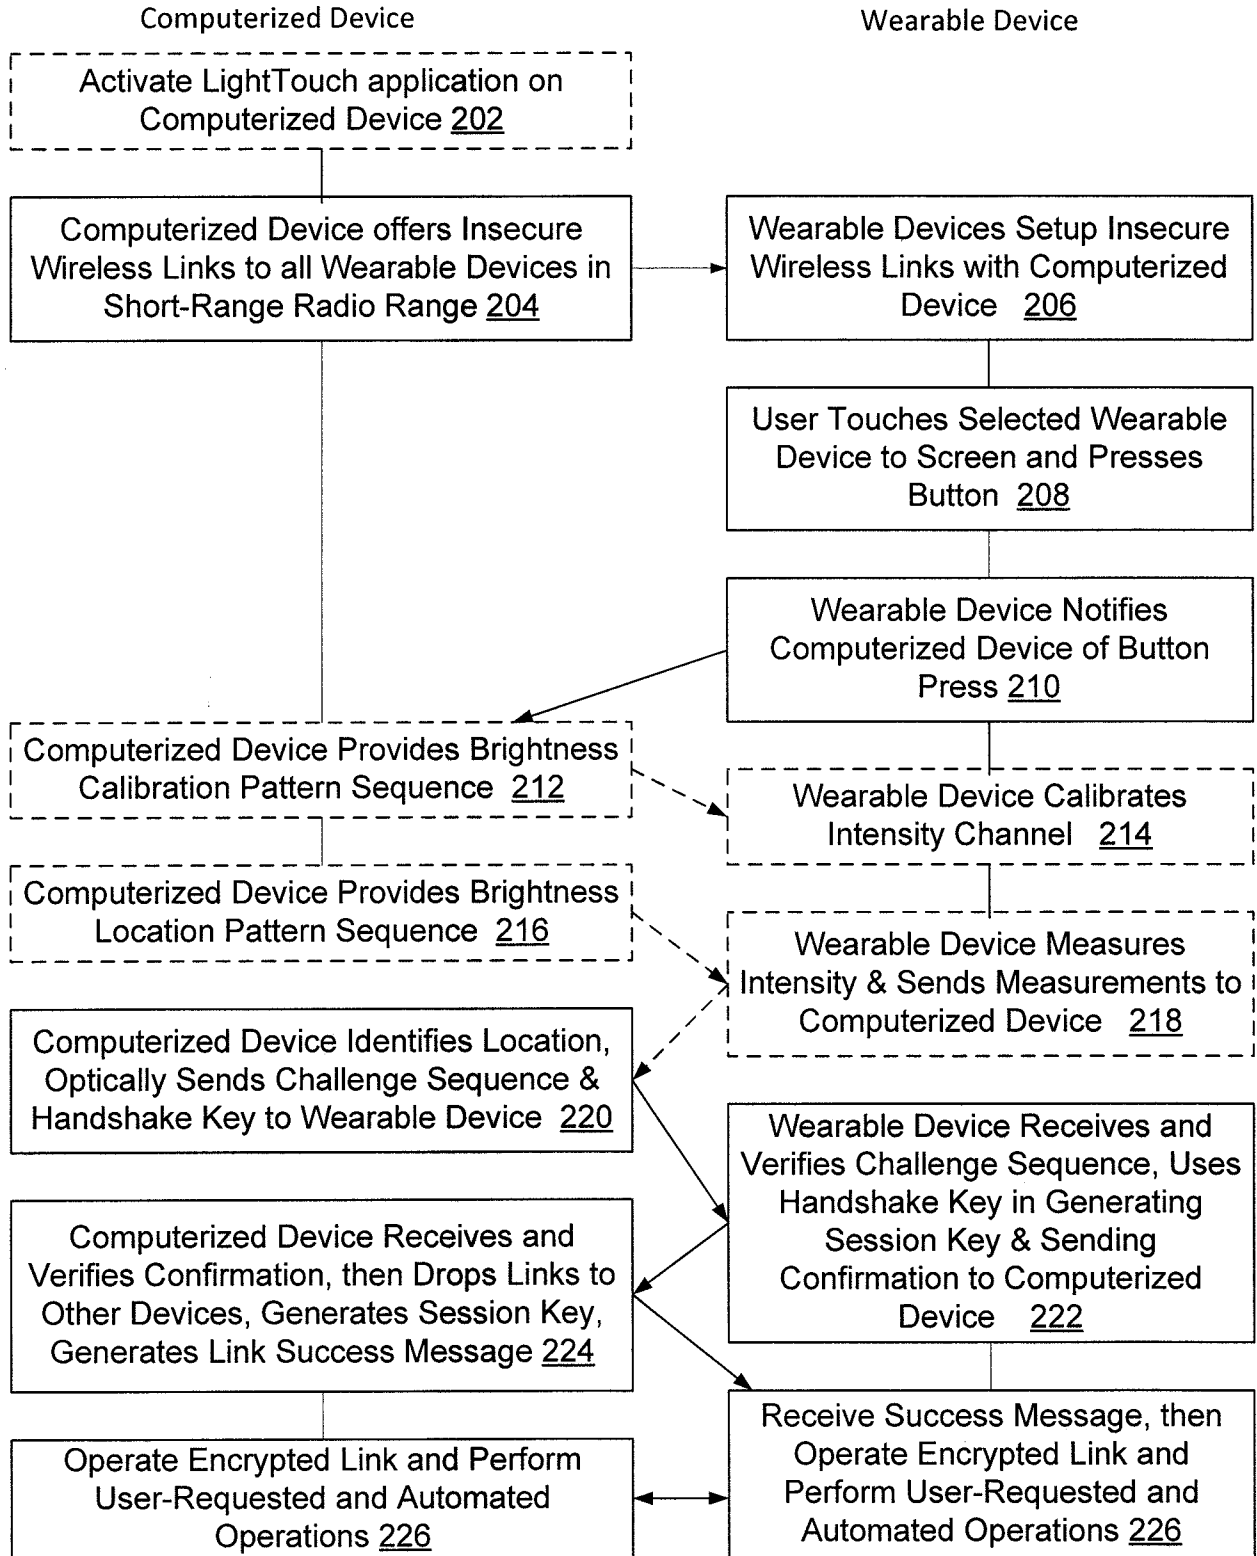 Computerized Device
Wearable Device
Activate LightTouch application on
Computerized Device 202
Computerized Device offers Insecure
Wireless Links to all Wearable Devices in
Short-Range Radio Range 204
Wearable Devices Setup Insecure
Wireless Links with Computerized
Device 206
User Touches Selected Wearable
Device to Screen and Presses
Button 208
Wearable Device Notifies
Computerized Device of Button
Press 210
Computerized Device Provides Brightness
Calibration Pattern Sequence 212
Wearable Device Calibrates
Intensity Channel 214
Computerized Device Provides Brightness
Location Pattern Sequence 216
Wearable Device Measures
Intensity & Sends Measurements to
Computerized Device 218
Computerized Device Identifies Location,
Optically Sends Challenge Sequence &
Handshake Key to Wearable Device 220
Wearable Device Receives and
Verifies Challenge Sequence, Uses
Handshake Key in Generating
Session Key & Sending
Confirmation to Computerized
Device 222
Computerized Device Receives and
Verifies Confirmation, then Drops Links to
Other Devices, Generates Session Key,
Generates Link Success Message 224
Receive Success Message, then
Operate Encrypted Link and
Perform User-Requested and
Automated Operations 226
Operate Encrypted Link and Perform
User-Requested and Automated
Operations 226